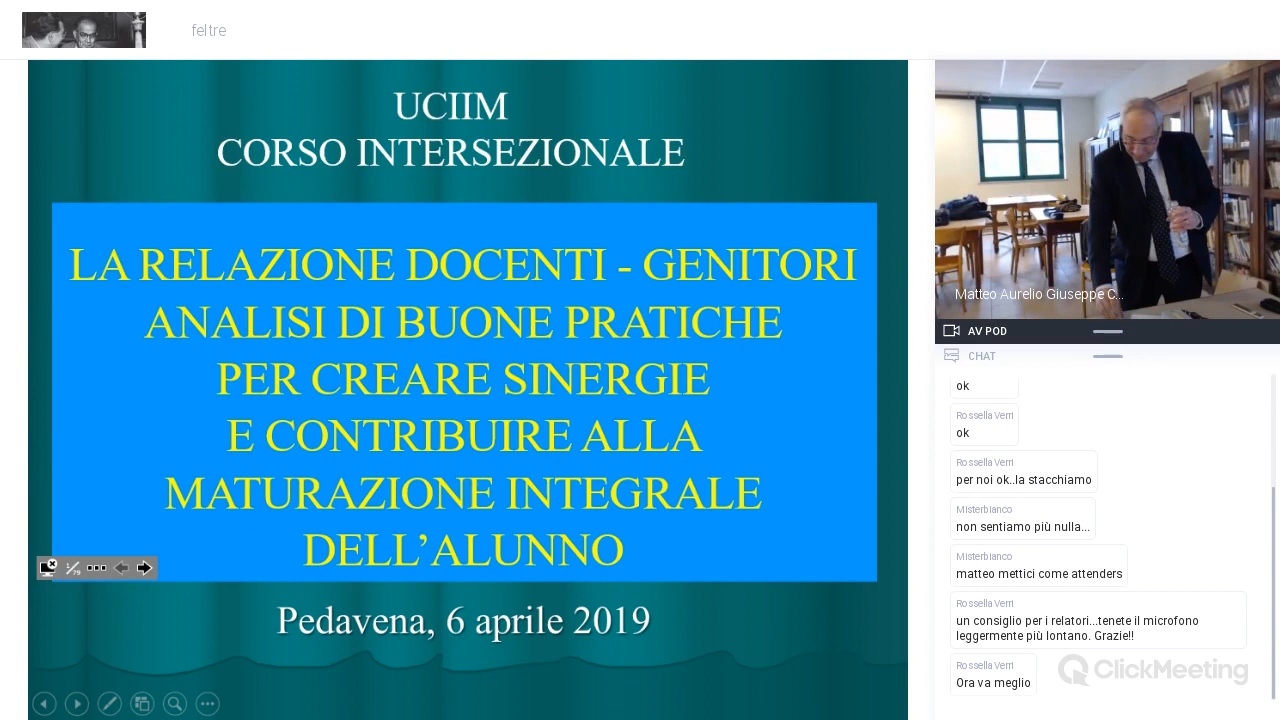 feltre
UCIIM
CORSO INTERSEZIONALE
LA RELAZIONE DOCENTI - GENITORI
ANALISI DI BUONE PRATICHE
PER CREARE SINERGIE
E CONTRIBUIRE ALLA
MATURAZIONE INTEGRALE
DELL’ALUNNO
1/79
Pedavena, 6 aprile 2019
Matteo Aurelio Giuseppe C...
AV POD
CHAT
ok
Rossella Verri
ok
Rossella Verri
per noi ok..la stacchiamo
Misterbianco
non sentiamo più nulla...
Misterbianco
matteo mettici come attenders
Rossella Verri
un consiglio per i relatori...tenete il microfono
leggermente più lontano. Grazie!!
Rossella Verri
Ora va meglio
ClickMeeting